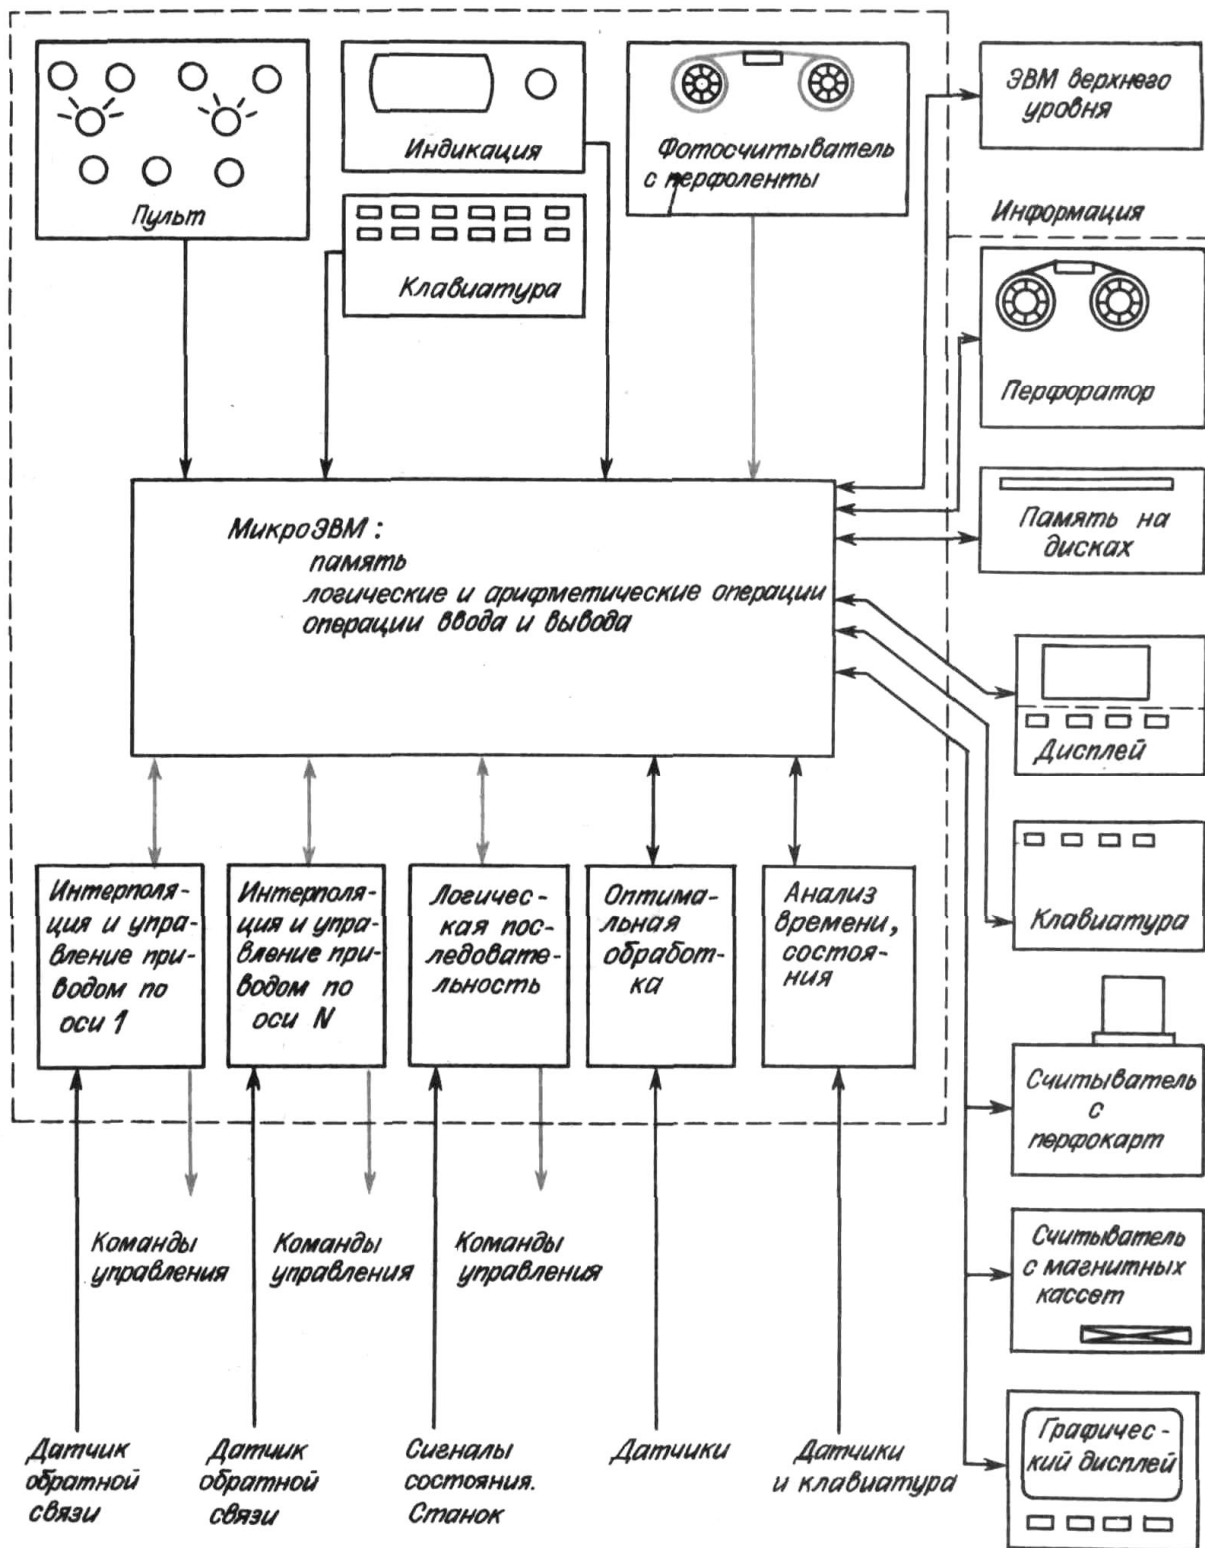 Пульт
Индикация
Клавиатура
Фотосчитыватель
с перфоленты
ЭВМ верхнего
уровня
Информация
Перфоратор
Память на
дисках
МикроЭВМ:
память
логические и арифметические операции
операции ввода и вывода
Дисплей
Клавиатура
Интерполя-
ция и упра-
вление при-
водом по
оси 1
Интерполя-
ция и упра-
вление при-
водом по
оси N
Логичес-
кая пос-
ледовате-
льность
Оптима-
льная
обработ-
ка
Анализ
времени,
состоя-
ния
Считыватель
с
перфокарт
Считыватель
с магнитных
кассет
Графичес-
кий дисплей
Команды
управления
Команды
управления
Команды
управления
Датчик
обратной
связи
Датчик
обратной
связи
Сигналы
состояния.
Станок
Датчики
Датчики
и клавиатура